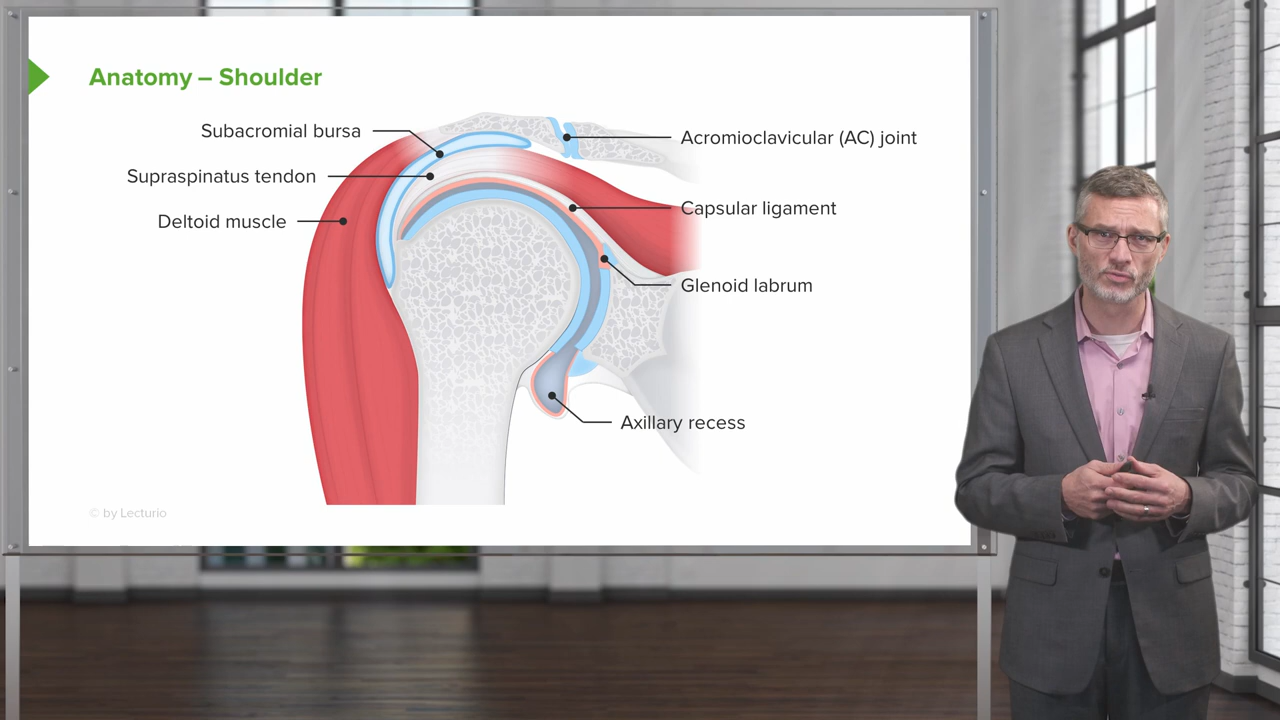 Anatomy – Shoulder
Subacromial bursa
Supraspinatus tendon
Deltoid muscle
Acromioclavicular (AC) joint
Capsular ligament
Glenoid labrum
Axillary recess
© by Lecturio